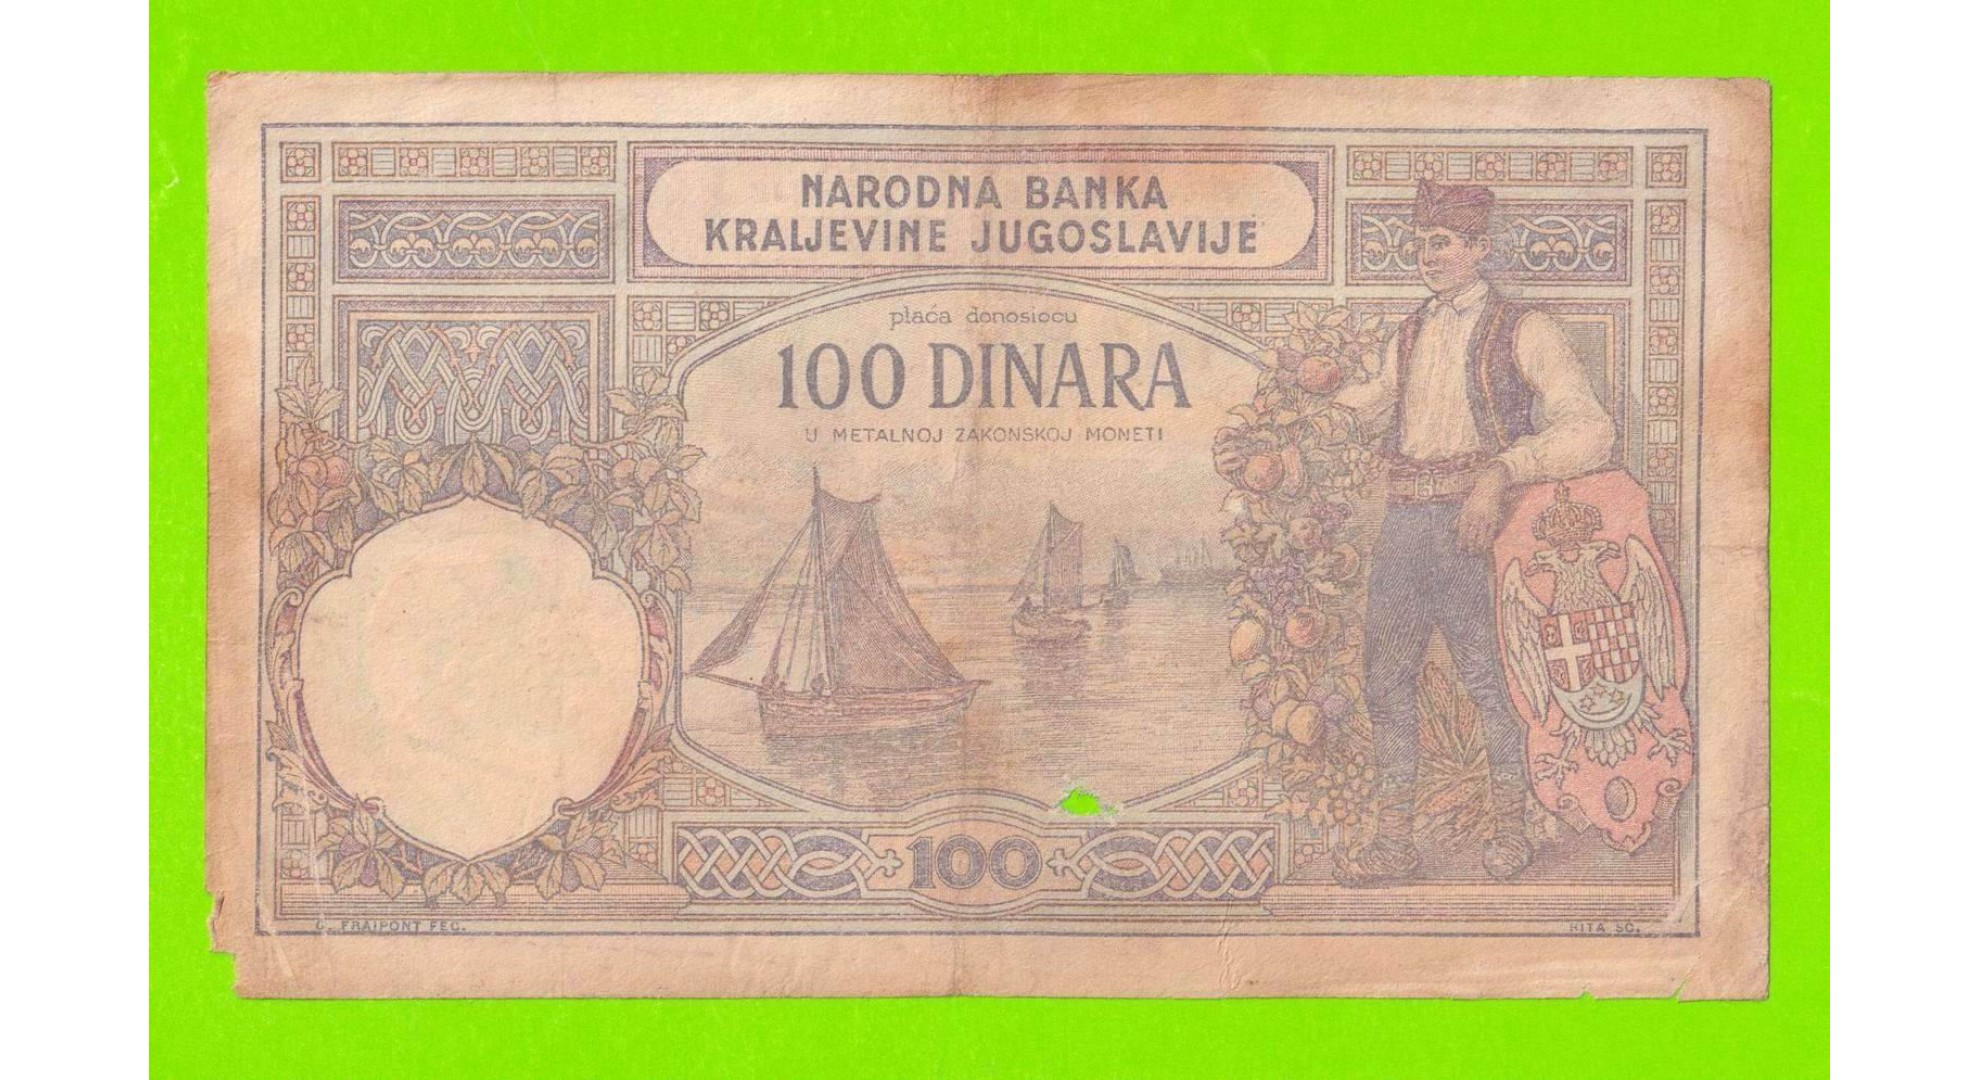 NARODNA BANKA
KRALJEVINE JUGOSLAVIJE
plaća donosiocu
100 DINARA
U METALNOJ ZAKONSKOJ MONETI
100
C. FRAIPONT FEC.
RITA SC.